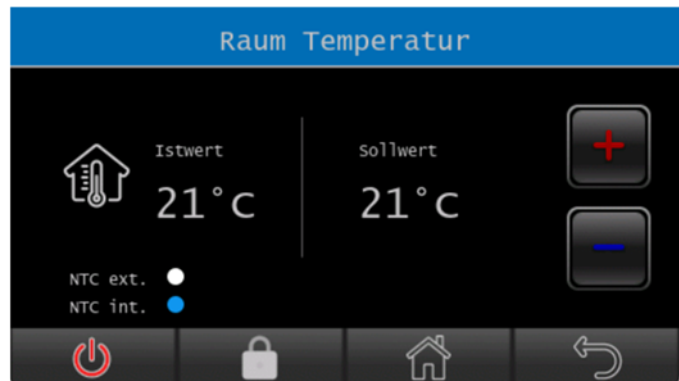 Raum Temperatur
Istwert
Sollwert
21°C
21°C
NTC ext.
NTC int.